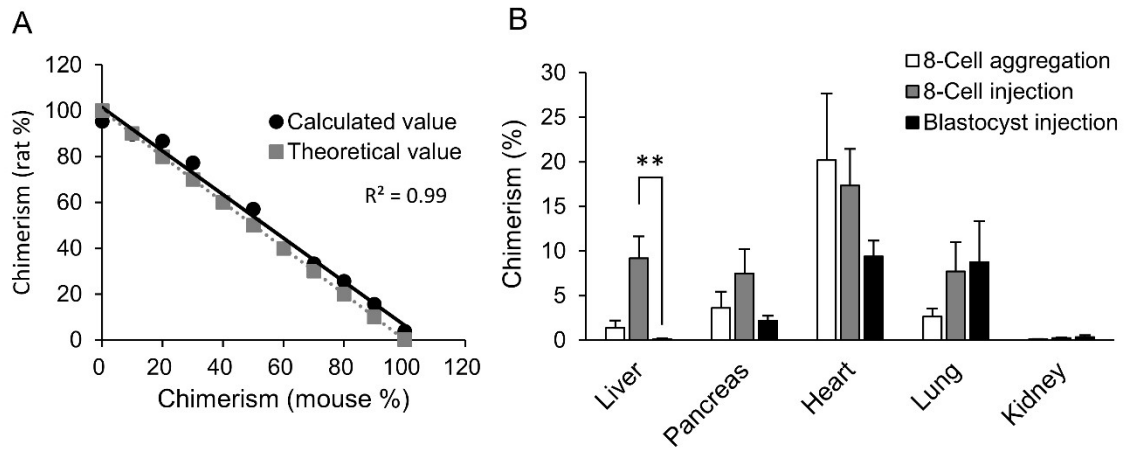 A
Chimerism (rat %)
120
100
80
60
40
20
0
0 20 40 60 80 100 120
Chimerism (mouse %)
Calculated value
Theoretical value
R² = 0.99
B
Chimerism (%)
30
25
20
15
10
5
0
8-Cell aggregation
8-Cell injection
Blastocyst injection
**
Liver
Pancreas
Heart
Lung
Kidney